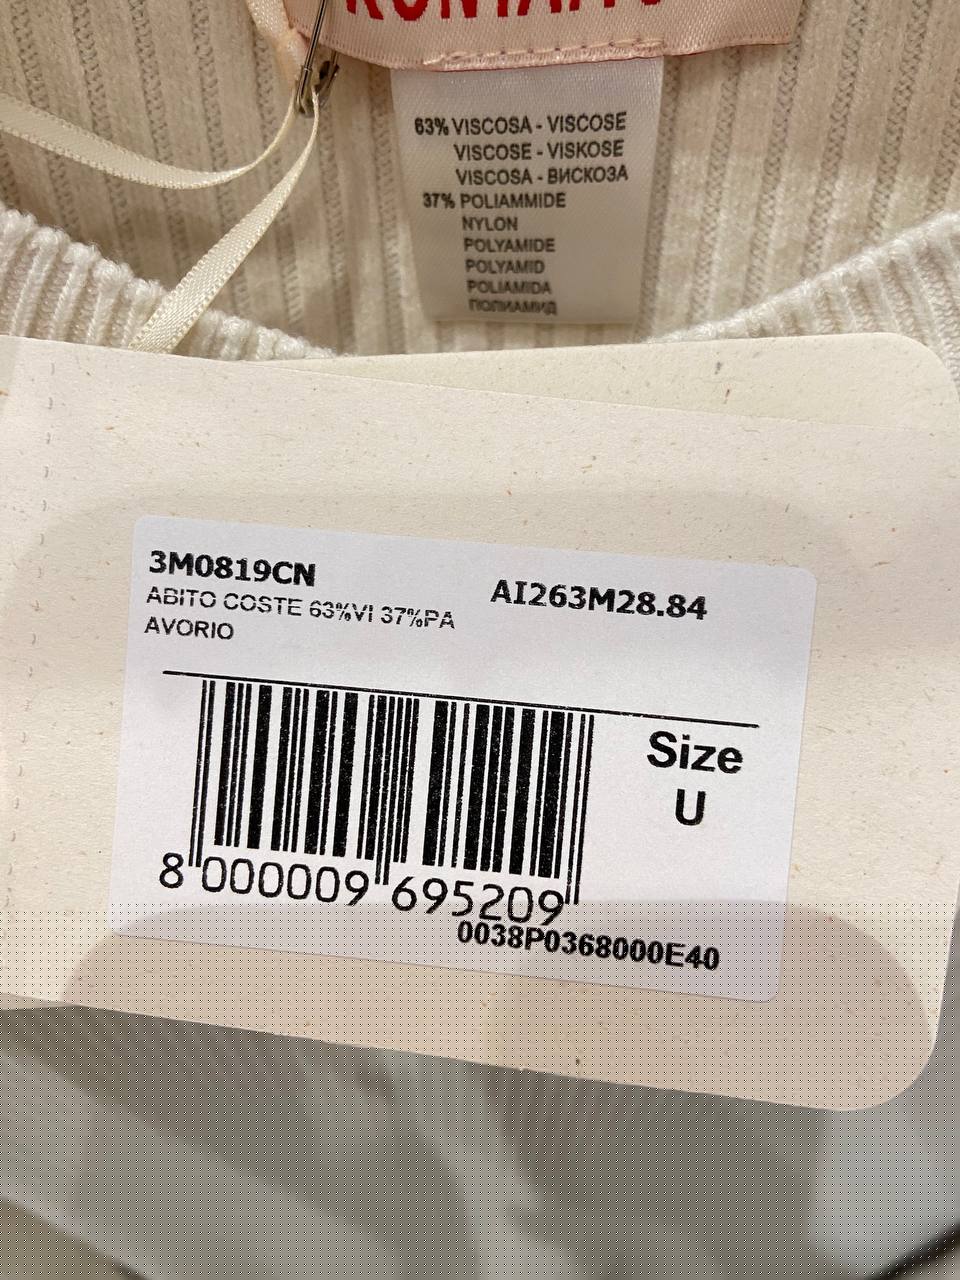 63% VISCOSA - VISCOSE
VISCOSE - VISKOSE
VISCOSA - ВИСКОЗА
37% POLIAMMIDE
NYLON
POLYAMIDE
POLYAMID
POLIAMIDA
ПОЛИАМИД
3M0819CN
AI263M28.84
ABITO COSTE 63%VI 37%PA
AVORIO
Size
U
8 000009 695209
0038P0368000E40